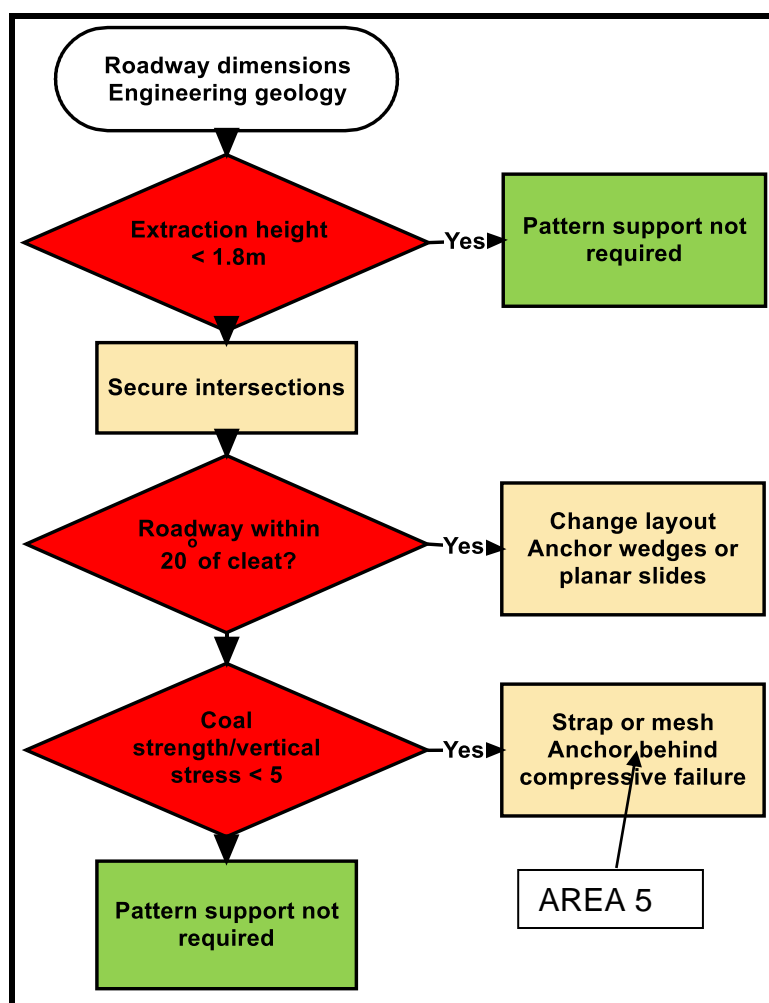 Roadway dimensions
Engineering geology
Extraction height
< 1.8m
Yes
Pattern support not
required
Secure intersections
Roadway within
20° of cleat?
Yes
Change layout
Anchor wedges or
planar slides
Coal
strength/vertical
stress < 5
Yes
Strap or mesh
Anchor behind
compressive failure
Pattern support not
required
AREA 5